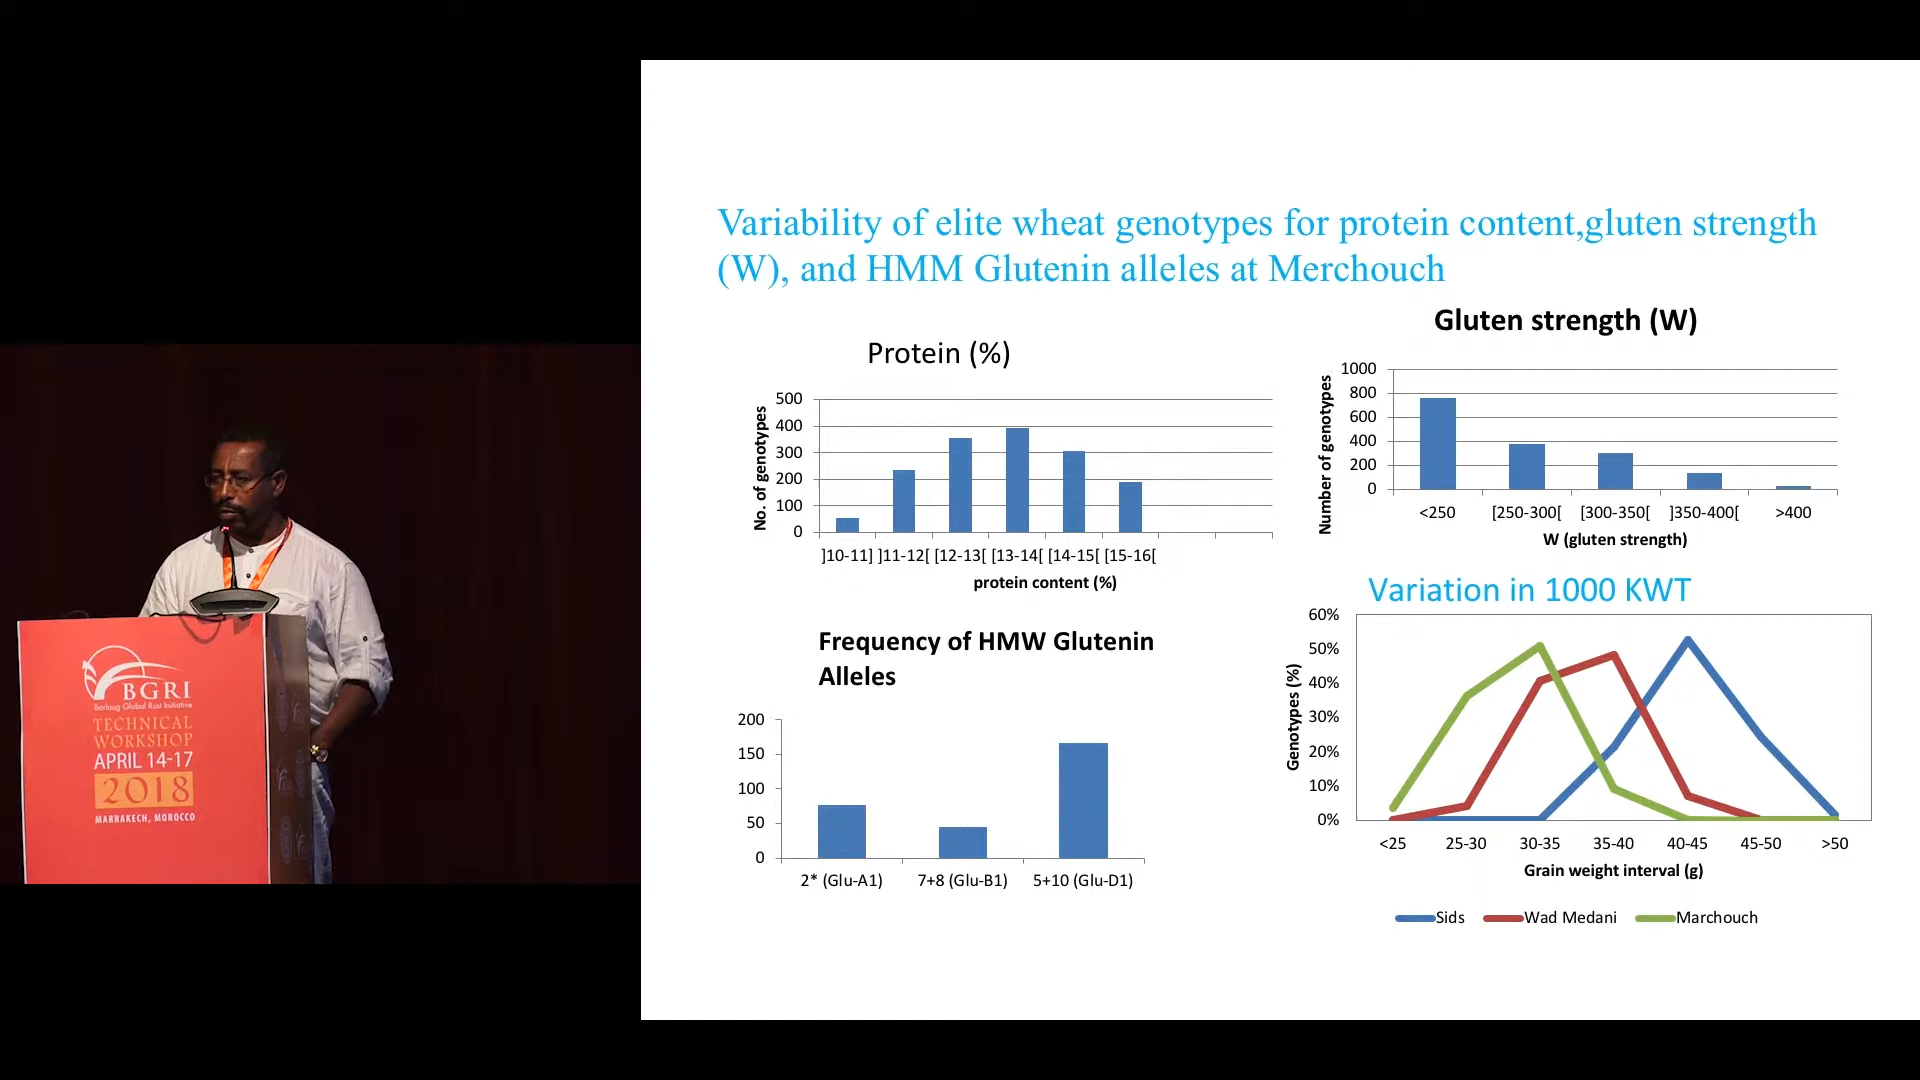 Variability of elite wheat genotypes for protein content,gluten strength
(W), and HMM Glutenin alleles at Merchouch
Protein (%)
No. of genotypes
500
400
300
200
100
0
]10-11] ]11-12[ [12-13[ [13-14[ [14-15[ [15-16[
protein content (%)
Gluten strength (W)
Number of genotypes
1000
800
600
400
200
0
<250 [250-300[ [300-350[ ]350-400[ >400
W (gluten strength)
Frequency of HMW Glutenin
Alleles
200
150
100
50
0
2* (Glu-A1) 7+8 (Glu-B1) 5+10 (Glu-D1)
Variation in 1000 KWT
Genotypes (%)
60%
50%
40%
30%
20%
10%
0%
<25 25-30 30-35 35-40 40-45 45-50 >50
Grain weight interval (g)
Sids Wad Medani Marchouch
BGRI
Borlaug Global Rust Initiative
TECHNICAL
WORKSHOP
APRIL 14-17
2018
MARRAKECH, MOROCCO